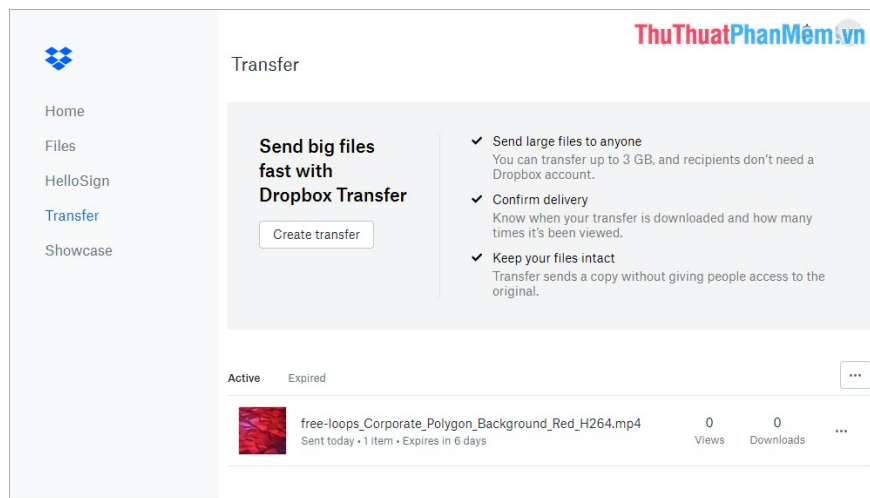 ThuThuatPhanMem.vn
Transfer
Home
Files
HelloSign
Transfer
Showcase
Send big files
fast with
Dropbox Transfer
Create transfer
Send large files to anyone
You can transfer up to 3 GB, and recipients don't need a
Dropbox account.
Confirm delivery
Know when your transfer is downloaded and how many
times it's been viewed.
Keep your files intact
Transfer sends a copy without giving people access to the
original.
Active Expired
free-loops_Corporate_Polygon_Background_Red_H264.mp4
Sent today • 1 item • Expires in 6 days
0
Views
0
Downloads